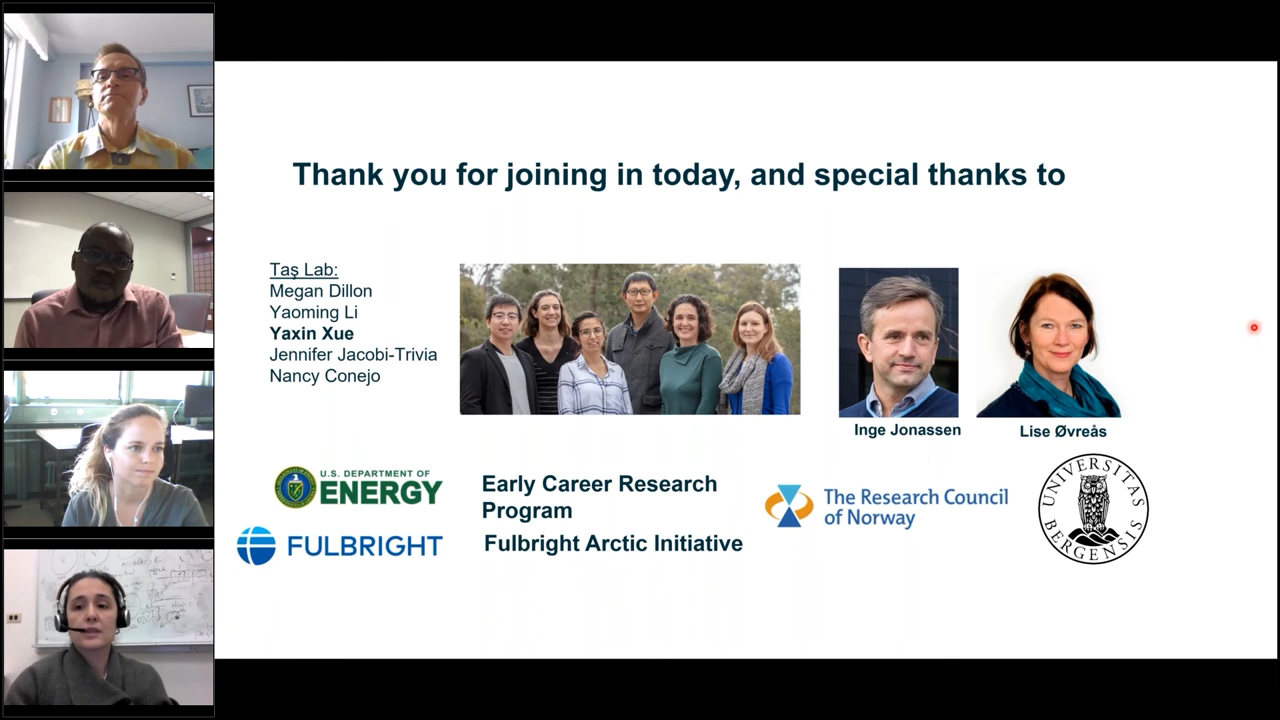 Thank you for joining in today, and special thanks to
Taş Lab:
Megan Dillon
Yaoming Li
Yaxin Xue
Jennifer Jacobi-Trivia
Nancy Conejo
Inge Jonassen
Lise Øvreås
U.S. DEPARTMENT OF
ENERGY
Early Career Research
Program
The Research Council
of Norway
UNIVERSITAS
BERGENSIS
FULBRIGHT
Fulbright Arctic Initiative